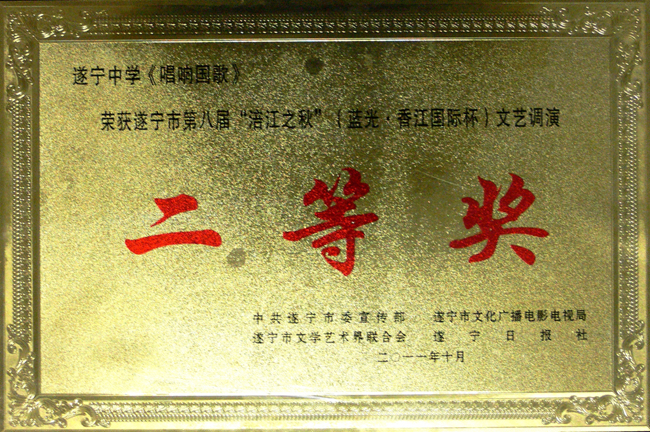 遂宁中学《唱响国歌》
荣获遂宁市第八届“涪江之秋”（蓝光·香江国际杯）文艺调演
二等奖
中共遂宁市委宣传部 遂宁市文化广播电影电视局
遂宁市文学艺术界联合会 遂宁日报社
二〇一一年十月